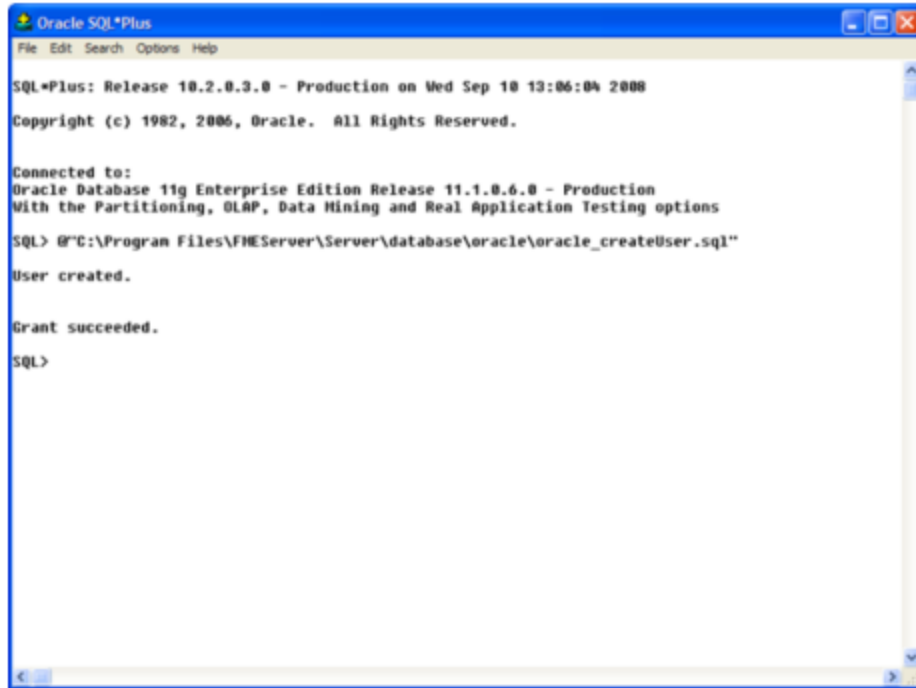 Oracle SQL*Plus
File Edit Search Options Help
SQL*Plus: Release 10.2.0.3.0 - Production on Wed Sep 10 13:06:04 2008
Copyright (c) 1982, 2006, Oracle.  All Rights Reserved.
Connected to:
Oracle Database 11g Enterprise Edition Release 11.1.0.6.0 - Production
With the Partitioning, OLAP, Data Mining and Real Application Testing options
SQL> @"C:\Program Files\FMEServer\Server\database\oracle\oracle_createUser.sql"
User created.
Grant succeeded.
SQL>